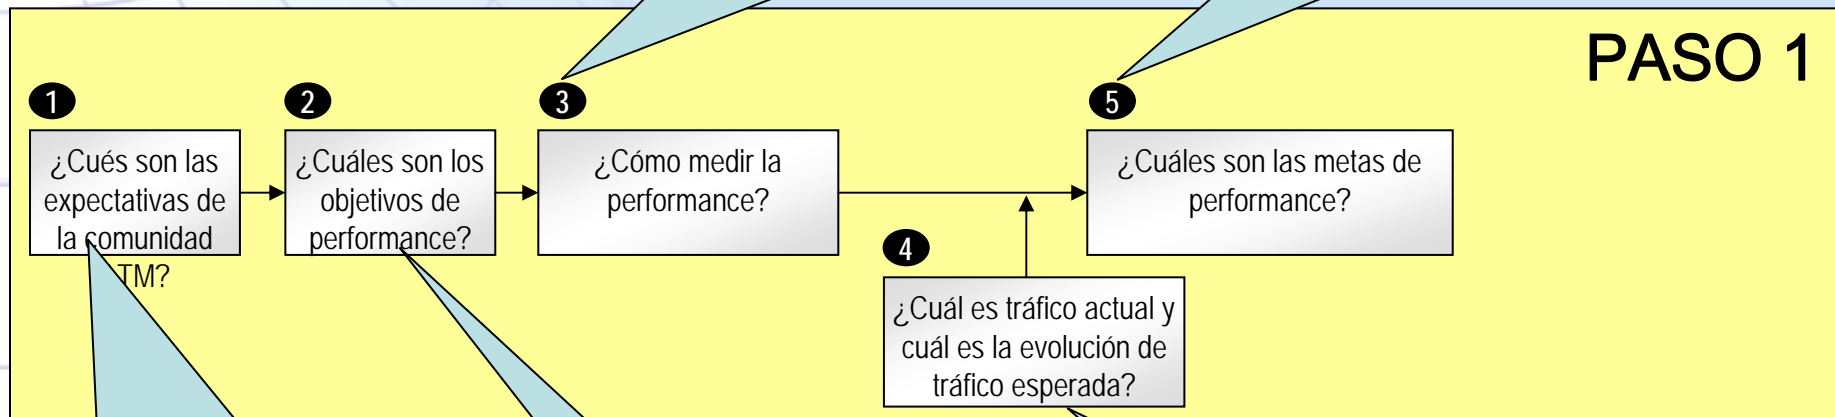 PASO 1
1
¿Cués son las
expectativas de
la comunidad
TM?
2
¿Cuáles son los
objetivos de
performance?
3
¿Cómo medir la
performance?
4
¿Cuál es tráfico actual y
cuál es la evolución de
tráfico esperada?
5
¿Cuáles son las metas de
performance?